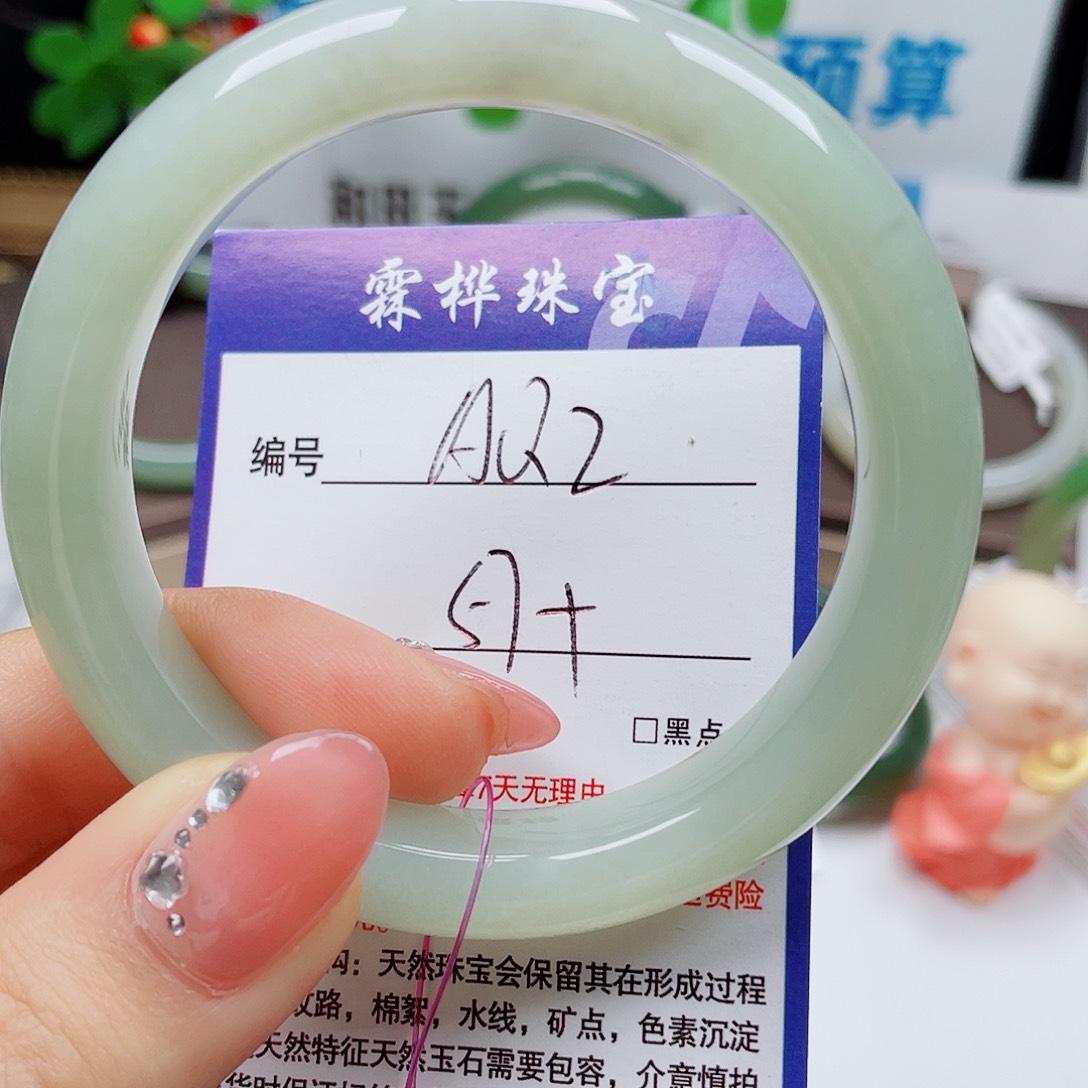 预算
霖桦珠宝
编号 AQ2
57+
□黑点
7天无理由
费险
天然珠宝会保留其在形成过程
纹路，棉絮，水线，矿点，色素沉淀
天然特征天然玉石需要包容，介意慎拍